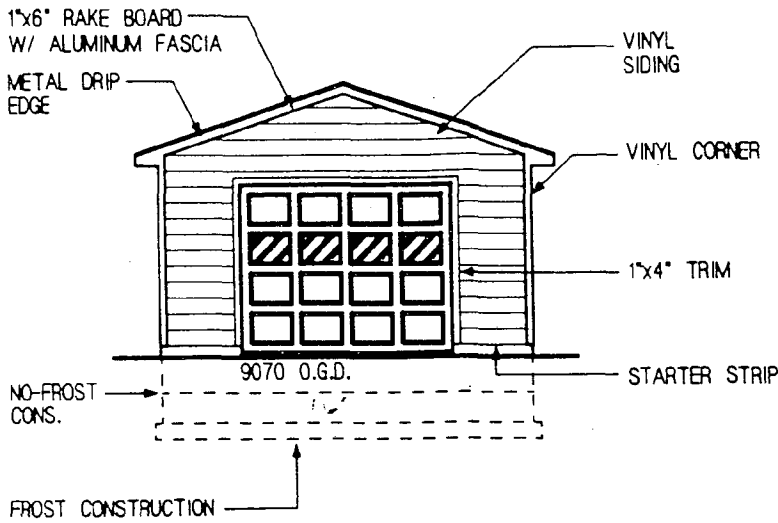 1"x6" RAKE BOARD
W/ ALUMINUM FASCIA
METAL DRIP
EDGE
VINYL
SIDING
VINYL CORNER
1"x4" TRIM
9070 O.G.D.
STARTER STRIP
NO-FROST
CONS.
FROST CONSTRUCTION